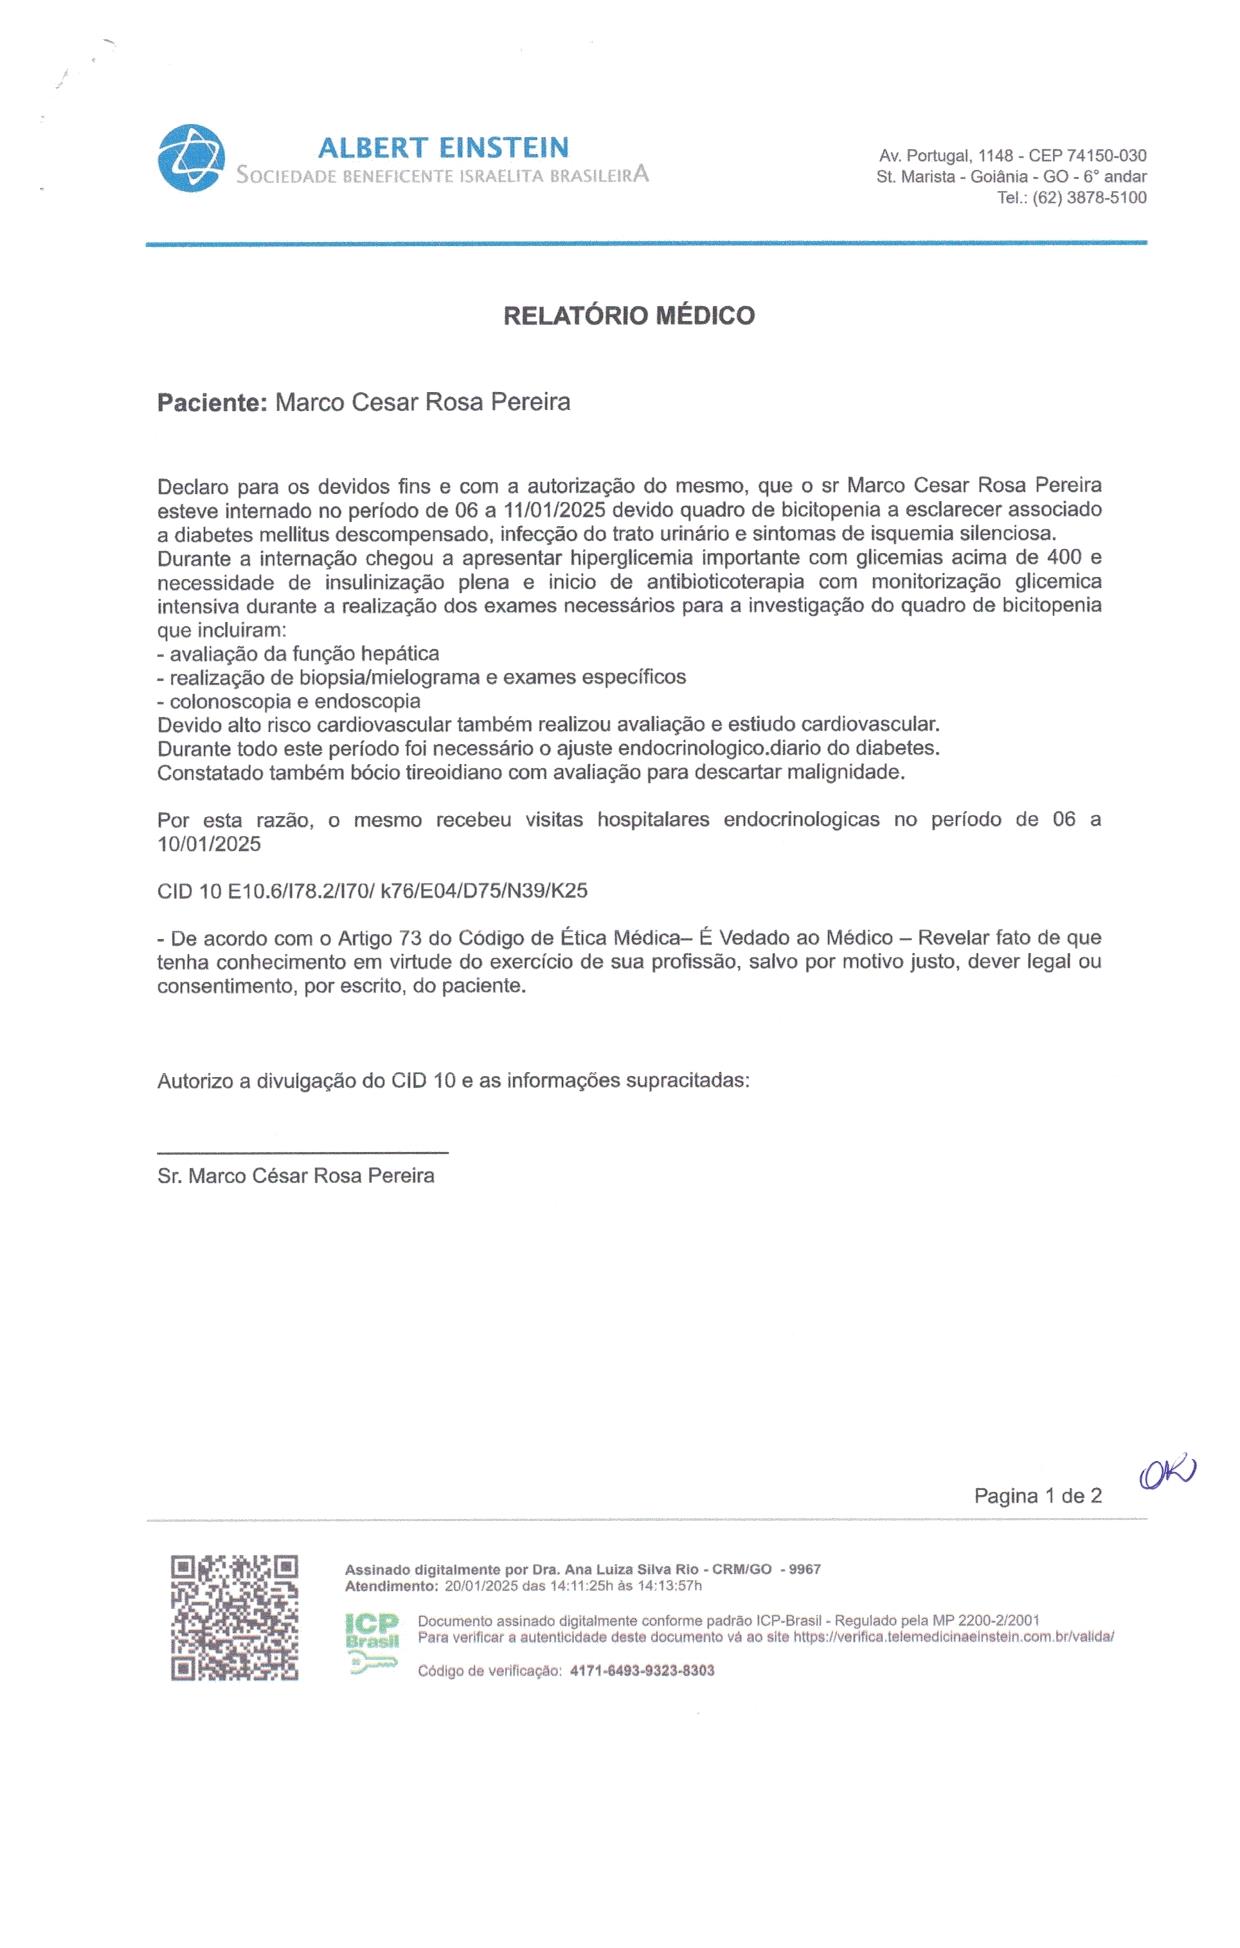 ALBERT EINSTEIN
SOCIEDADE BENEFICENTE ISRAELITA BRASILEIRA
Av. Portugal, 1148 - CEP 74150-030
St. Marista - Goiânia - GO - 6° andar
Tel.: (62) 3878-5100
RELATÓRIO MÉDICO
Paciente: Marco Cesar Rosa Pereira
Declaro para os devidos fins e com a autorização do mesmo, que o sr Marco Cesar Rosa Pereira
esteve internado no período de 06 a 11/01/2025 devido quadro de bicitopenia a esclarecer associado
a diabetes mellitus descompensado, infecção do trato urinário e sintomas de isquemia silenciosa.
Durante a internação chegou a apresentar hiperglicemia importante com glicemias acima de 400 e
necessidade de insulinização plena e inicio de antibioticoterapia com monitorização glicemica
intensiva durante a realização dos exames necessários para a investigação do quadro de bicitopenia
que incluiram:
- avaliação da função hepática
- realização de biopsia/mielograma e exames específicos
- colonoscopia e endoscopia
Devido alto risco cardiovascular também realizou avaliação e estiudo cardiovascular.
Durante todo este período foi necessário o ajuste endocrinologico.diario do diabetes.
Constatado também bócio tireoidiano com avaliação para descartar malignidade.
Por esta razão, o mesmo recebeu visitas hospitalares endocrinologicas no período de 06 a
10/01/2025
CID 10 E10.6/I78.2/I70/ k76/E04/D75/N39/K25
- De acordo com o Artigo 73 do Código de Ética Médica– É Vedado ao Médico – Revelar fato de que
tenha conhecimento em virtude do exercício de sua profissão, salvo por motivo justo, dever legal ou
consentimento, por escrito, do paciente.
Autorizo a divulgação do CID 10 e as informações supracitadas:
Sr. Marco César Rosa Pereira
OK
Pagina 1 de 2
Assinado digitalmente por Dra. Ana Luiza Silva Rio - CRM/GO - 9967
Atendimento: 20/01/2025 das 14:11:25h às 14:13:57h
ICP
Brasil
Documento assinado digitalmente conforme padrão ICP-Brasil - Regulado pela MP 2200-2/2001
Para verificar a autenticidade deste documento vá ao site https://verifica.telemedicinaeinstein.com.br/valida/
Código de verificação: 4171-6493-9323-8303